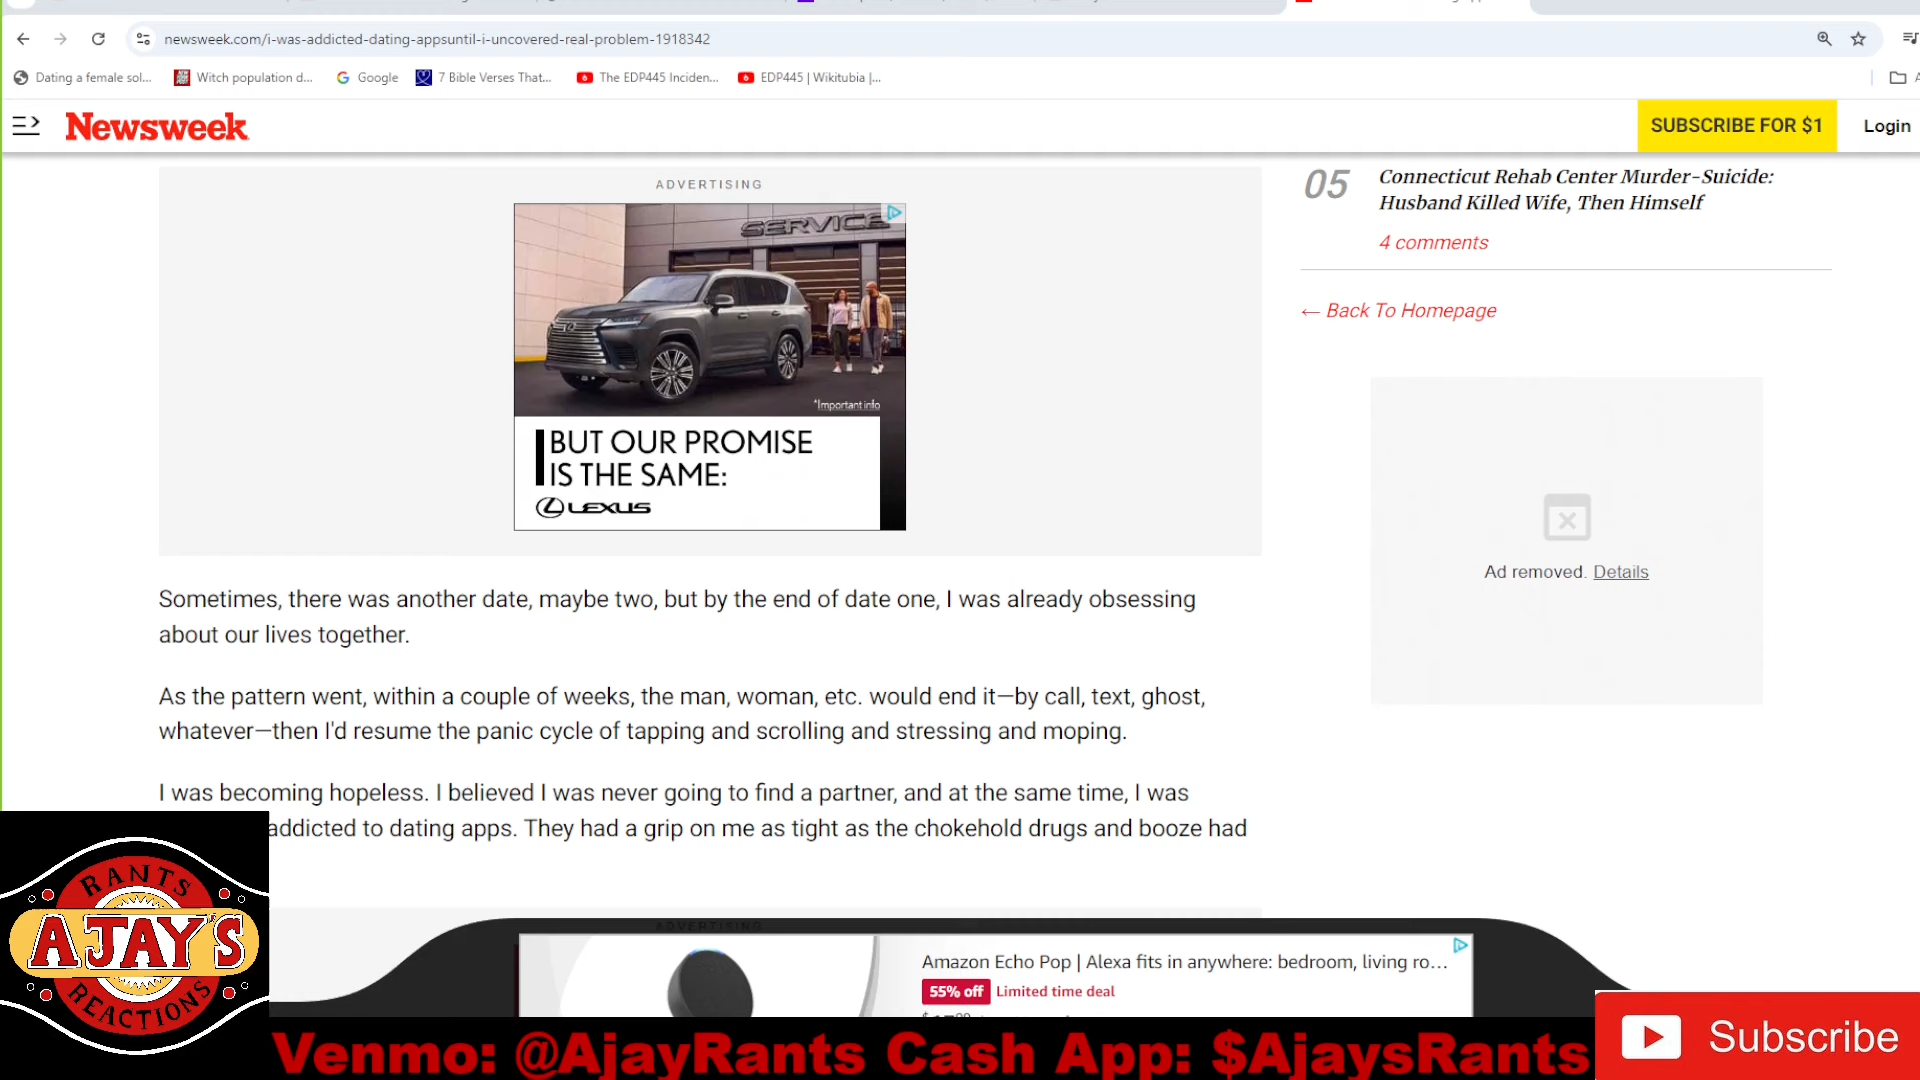 newsweek.com/i-was-addicted-dating-appsuntil-i-uncovered-real-problem-1918342
Dating a female sol...
Witch population d...
Google
7 Bible Verses That...
The EDP445 Inciden...
EDP445 | Wikitubia |...
Newsweek
SUBSCRIBE FOR $1
Login
ADVERTISING
SERVICE
*Important info
BUT OUR PROMISE
IS THE SAME:
LEXUS
05
Connecticut Rehab Center Murder-Suicide:
Husband Killed Wife, Then Himself
4 comments
← Back To Homepage
Ad removed. Details
Sometimes, there was another date, maybe two, but by the end of date one, I was already obsessing
about our lives together.
As the pattern went, within a couple of weeks, the man, woman, etc. would end it—by call, text, ghost,
whatever—then I'd resume the panic cycle of tapping and scrolling and stressing and moping.
I was becoming hopeless. I believed I was never going to find a partner, and at the same time, I was
addicted to dating apps. They had a grip on me as tight as the chokehold drugs and booze had
ADVERTISING
Amazon Echo Pop | Alexa fits in anywhere: bedroom, living ro...
55% off Limited time deal
RANTS
AJAY'S
REACTIONS
Venmo: @AjayRants Cash App: $AjaysRants
Subscribe